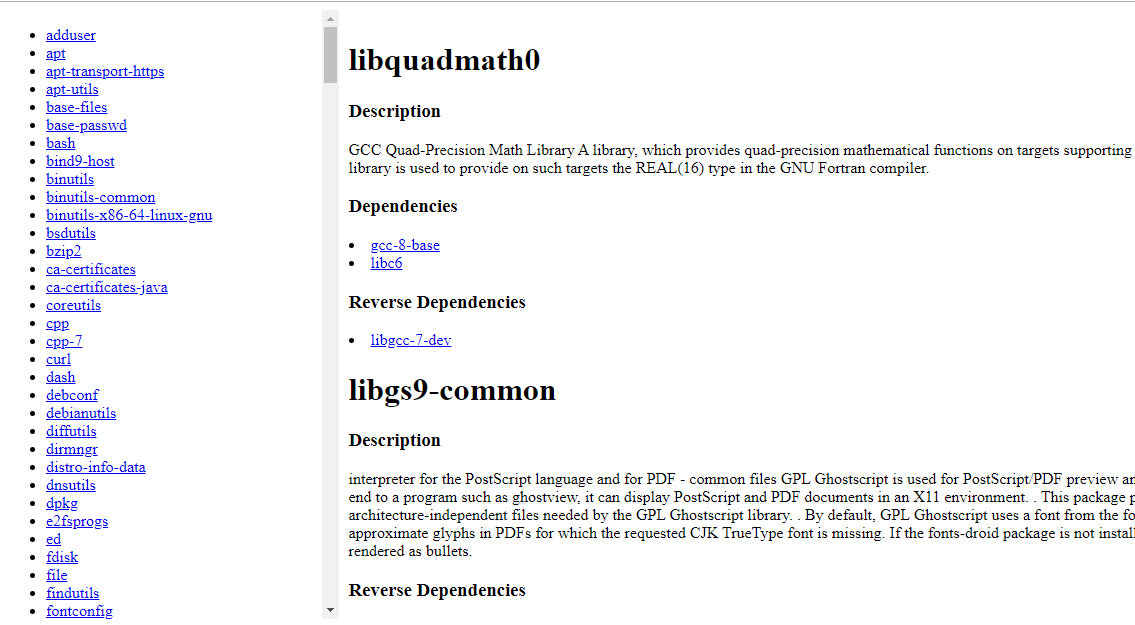 adduser
apt
apt-transport-https
apt-utils
base-files
base-passwd
bash
bind9-host
binutils
binutils-common
binutils-x86-64-linux-gnu
bsdutils
bzip2
ca-certificates
ca-certificates-java
coreutils
cpp
cpp-7
curl
dash
debconf
debianutils
diffutils
dirmngr
distro-info-data
dnsutils
dpkg
e2fsprogs
ed
fdisk
file
findutils
fontconfig
libquadmath0
Description
GCC Quad-Precision Math Library A library, which provides quad-precision mathematical functions on targets supporting
library is used to provide on such targets the REAL(16) type in the GNU Fortran compiler.
Dependencies
gcc-8-base
libc6
Reverse Dependencies
libgcc-7-dev
libgs9-common
Description
interpreter for the PostScript language and for PDF - common files GPL Ghostscript is used for PostScript/PDF preview
end to a program such as ghostview, it can display PostScript and PDF documents in an X11 environment. . This package
architecture-independent files needed by the GPL Ghostscript library. . By default, GPL Ghostscript uses a font from the
approximate glyphs in PDFs for which the requested CJK TrueType font is missing. If the fonts-droid package is not
rendered as bullets.
Reverse Dependencies